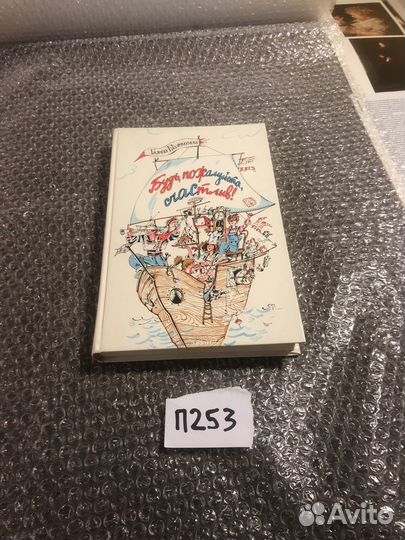 Будь, пожалуйста,
счастлив!
П253
Avito